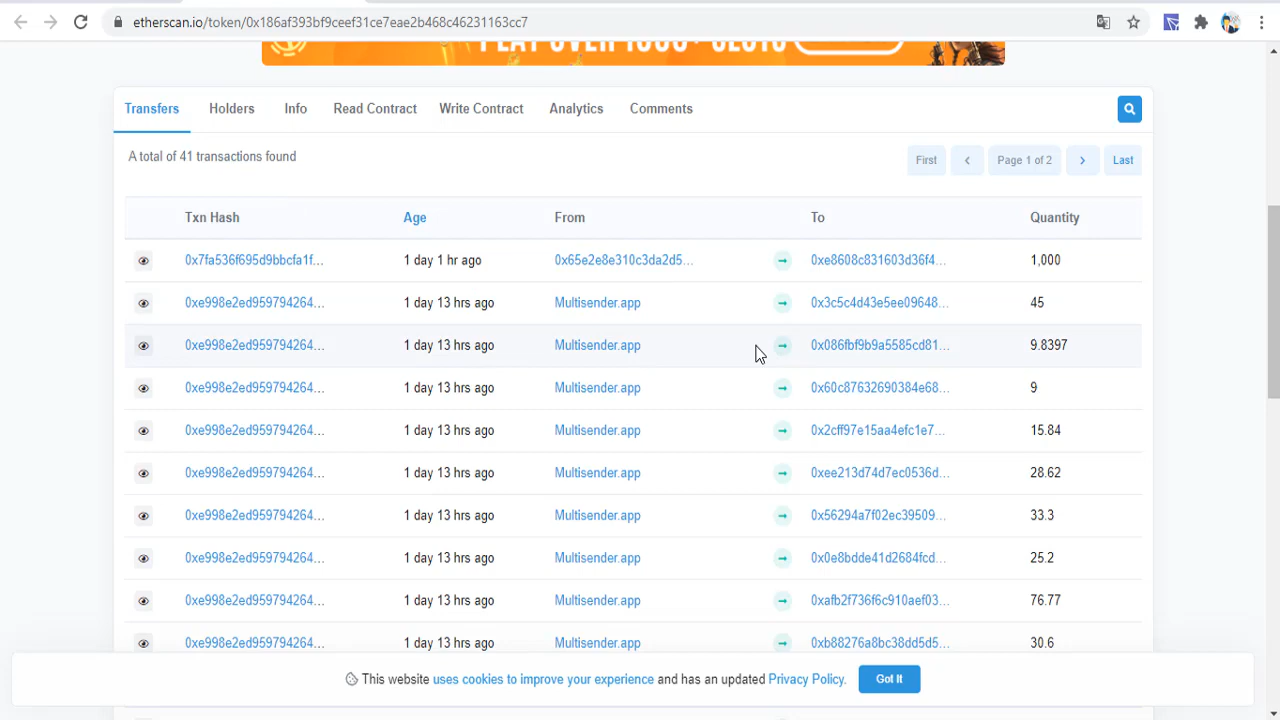 etherscan.io/token/0x186af393bf9ceef31ce7eae2b468c46231163cc7
Transfers Holders Info Read Contract Write Contract Analytics Comments
A total of 41 transactions found
First Page 1 of 2 Last
Txn Hash Age From To Quantity
0x7fa536f695d9bbcfa1f... 1 day 1 hr ago 0x65e2e8e310c3da2d5... 0xe8608c831603d36f4... 1,000
0xe998e2ed959794264... 1 day 13 hrs ago Multisender.app 0x3c5c4d43e5ee09648... 45
0xe998e2ed959794264... 1 day 13 hrs ago Multisender.app 0x086fbf9b9a5585cd81... 9.8397
0xe998e2ed959794264... 1 day 13 hrs ago Multisender.app 0x60c87632690384e68... 9
0xe998e2ed959794264... 1 day 13 hrs ago Multisender.app 0x2cff97e15aa4efc1e7... 15.84
0xe998e2ed959794264... 1 day 13 hrs ago Multisender.app 0xee213d74d7ec0536d... 28.62
0xe998e2ed959794264... 1 day 13 hrs ago Multisender.app 0x56294a7f02ec39509... 33.3
0xe998e2ed959794264... 1 day 13 hrs ago Multisender.app 0x0e8bdde41d2684fcd... 25.2
0xe998e2ed959794264... 1 day 13 hrs ago Multisender.app 0xafb2f736f6c910aef03... 76.77
0xe998e2ed959794264... 1 day 13 hrs ago Multisender.app 0xb88276a8bc38dd5d5... 30.6
This website uses cookies to improve your experience and has an updated Privacy Policy. Got It